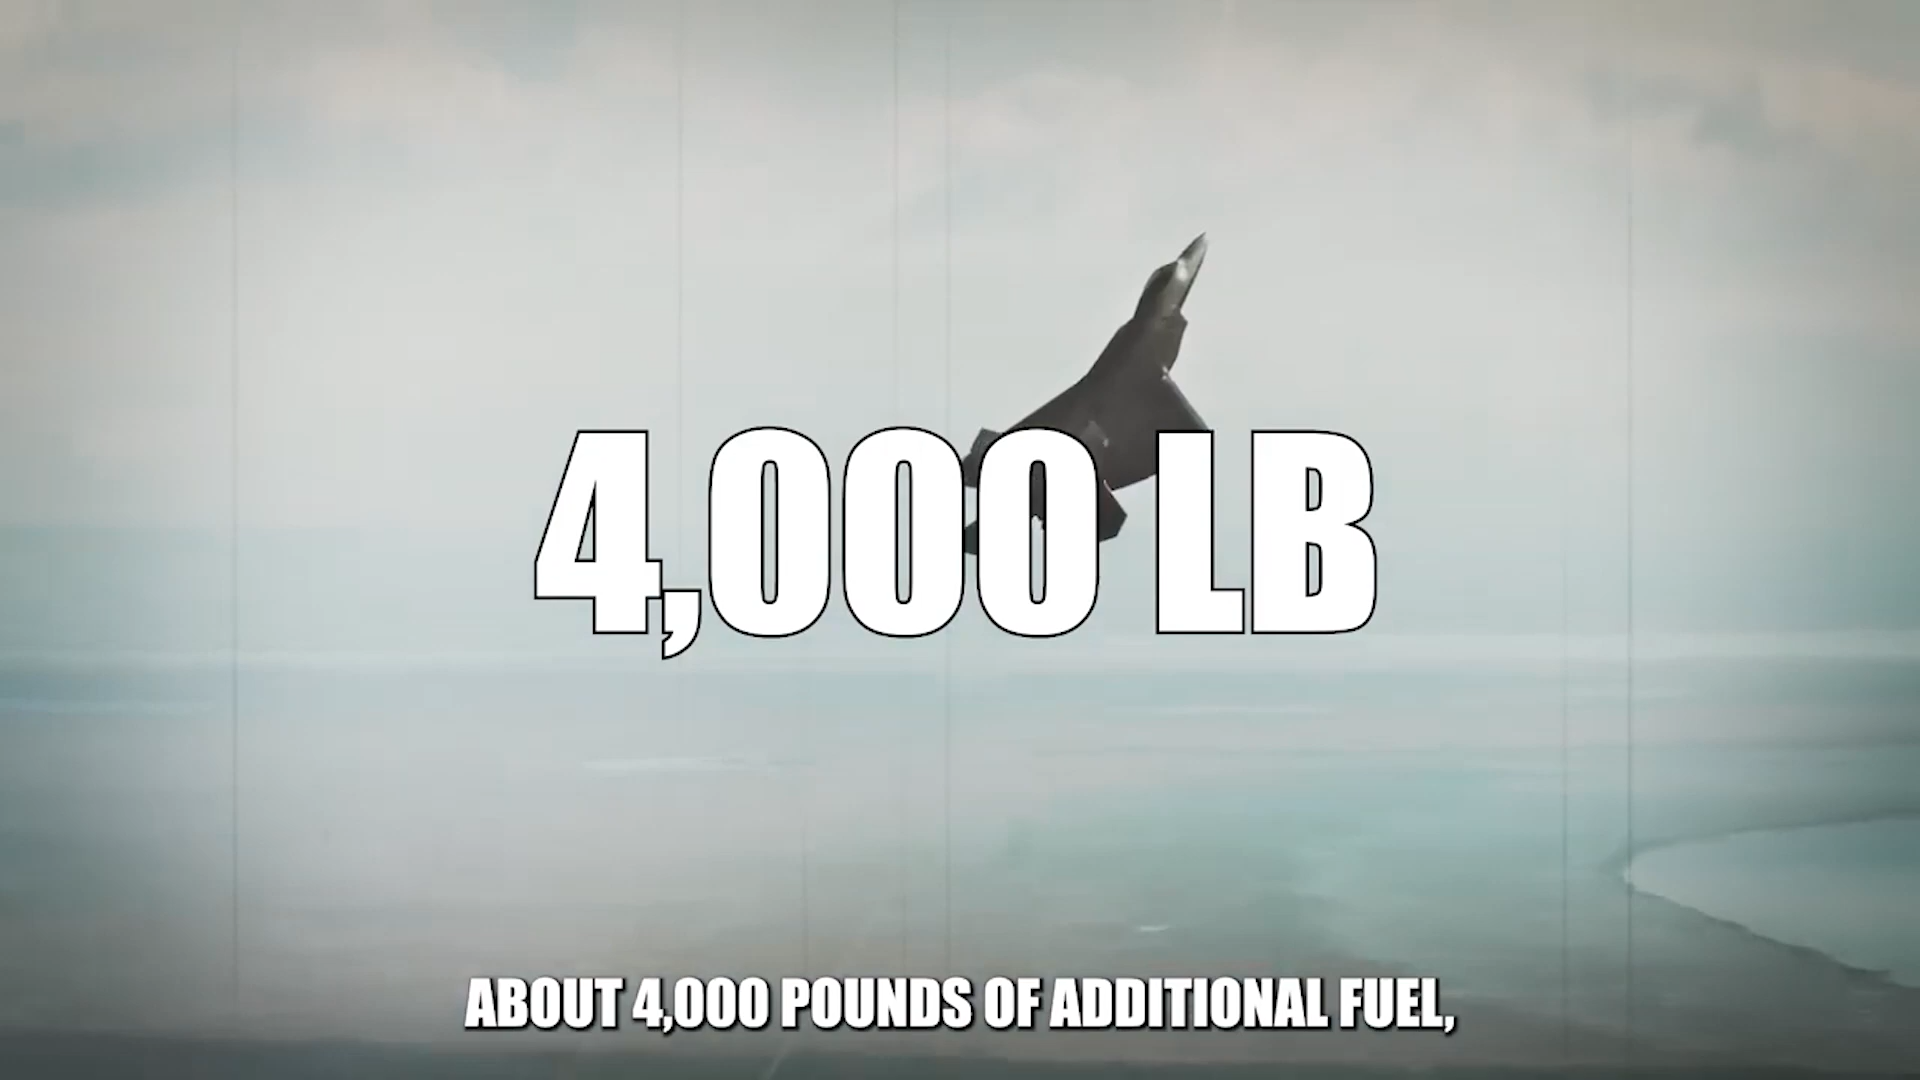 4,000 LB
ABOUT 4,000 POUNDS OF ADDITIONAL FUEL,